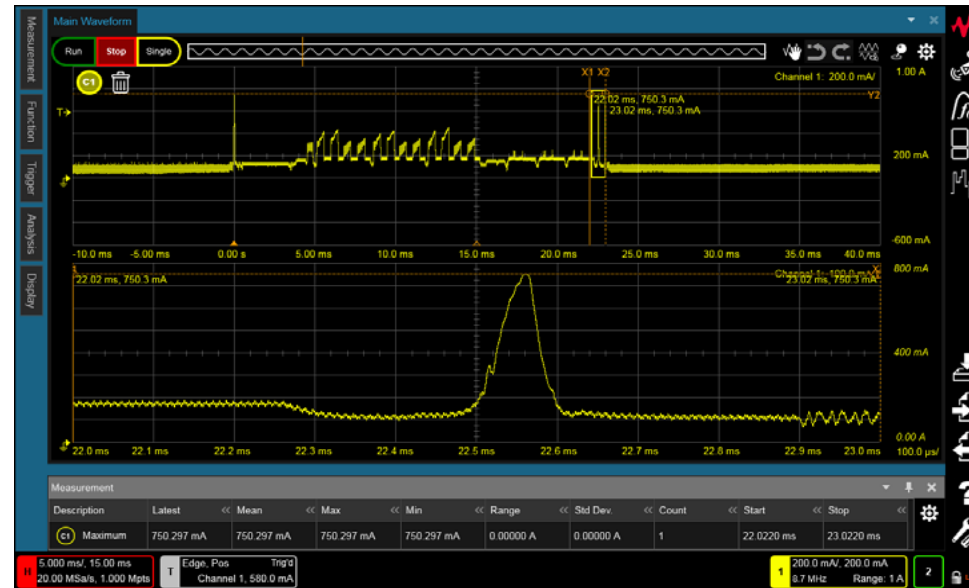 Main Waveform
Run Stop Single
Measurement
Function
Trigger
Analysis
Display
C1
X1 X2
Channel 1: 200.0 mA/
1.00 A
Y2
22.02 ms, 750.3 mA
23.02 ms, 750.3 mA
T
200 mA
-600 mA
-10.0 ms -5.00 ms 0.00 s 5.00 ms 10.0 ms 15.0 ms 20.0 ms 25.0 ms 30.0 ms 35.0 ms 40.0 ms
Channel 1: 100.0 mA/
800 mA
22.02 ms, 750.3 mA
23.02 ms, 750.3 mA
400 mA
0.00 A
22.0 ms 22.1 ms 22.2 ms 22.3 ms 22.4 ms 22.5 ms 22.6 ms 22.7 ms 22.8 ms 22.9 ms 23.0 ms 100.0 µs/
Measurement
Description Latest << Mean << Max << Min << Range << Std Dev. << Count << Start << Stop <<
C1 Maximum 750.297 mA 750.297 mA 750.297 mA 750.297 mA 0.00000 A 0.00000 A 1 22.0220 ms 23.0220 ms
H 5.000 ms/, 15.00 ms
20.00 MSa/s, 1.000 Mpts
T Edge, Pos Trig'd
Channel 1, 580.0 mA
1 200.0 mA/, 200.0 mA
0.7 MHz Range: 1 A
2